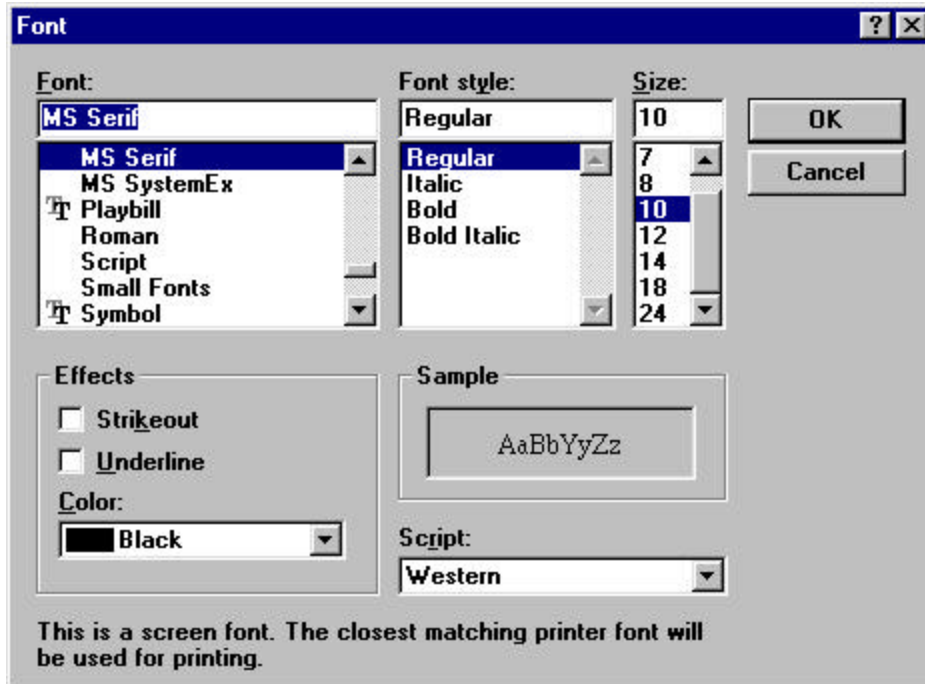 Font
Font:
MS Serif
MS Serif
MS SystemEx
Playbill
Roman
Script
Small Fonts
Symbol
Font style:
Regular
Regular
Italic
Bold
Bold Italic
Size:
10
7
8
10
12
14
18
24
OK
Cancel
Effects
Strikeout
Underline
Color:
Black
Sample
AaBbYyZz
Script:
Western
This is a screen font. The closest matching printer font will
be used for printing.